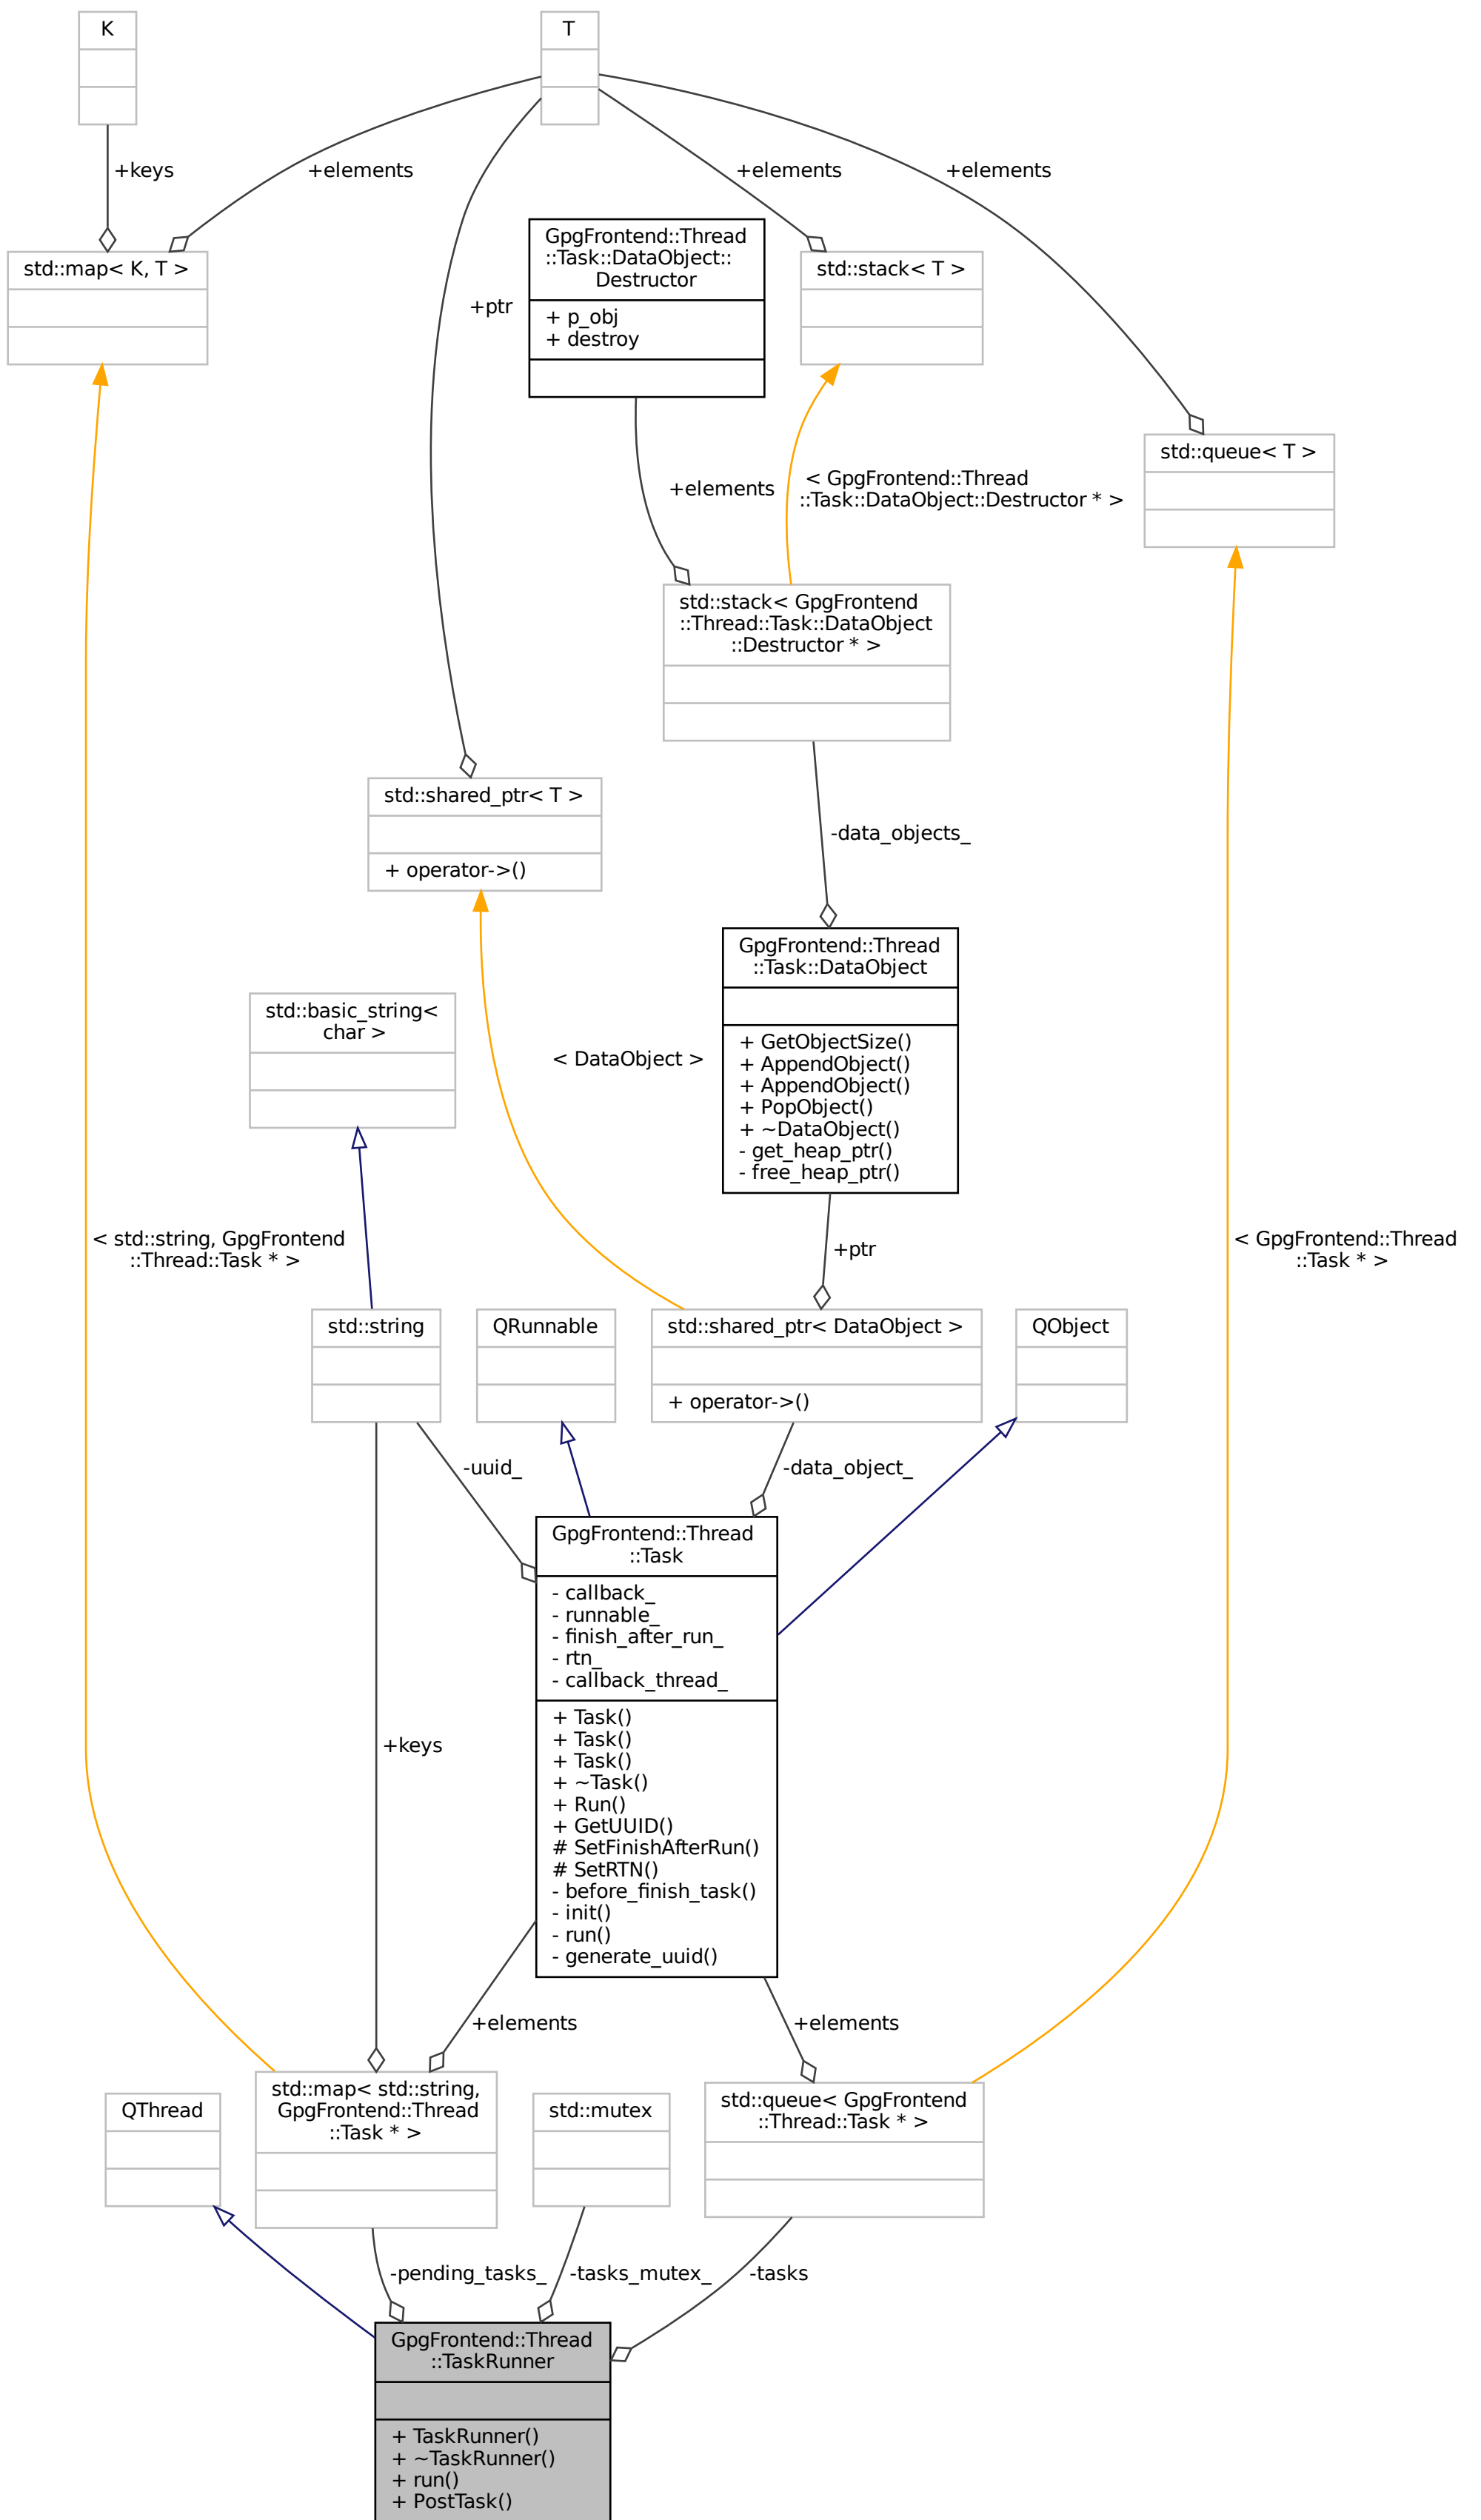 K
T
+keys
+elements
+elements
+elements
GpgFrontend::Thread
::Task::DataObject::
Destructor
+ p_obj
+ destroy
std::map< K, T >
std::stack< T >
+ptr
std::queue< T >
+elements
< GpgFrontend::Thread
::Task::DataObject::Destructor * >
std::stack< GpgFrontend
::Thread::Task::DataObject
::Destructor * >
std::shared_ptr< T >
+ operator->()
-data_objects_
GpgFrontend::Thread
::Task::DataObject
+ GetObjectSize()
+ AppendObject()
+ AppendObject()
+ PopObject()
+ ~DataObject()
- get_heap_ptr()
- free_heap_ptr()
std::basic_string<
char >
< DataObject >
< std::string, GpgFrontend
::Thread::Task * >
+ptr
< GpgFrontend::Thread
::Task * >
std::string
QRunnable
std::shared_ptr< DataObject >
+ operator->()
QObject
-uuid_
-data_object_
GpgFrontend::Thread
::Task
- callback_
- runnable_
- finish_after_run_
- rtn_
- callback_thread_
+ Task()
+ Task()
+ Task()
+ ~Task()
+ Run()
+ GetUUID()
# SetFinishAfterRun()
# SetRTN()
- before_finish_task()
- init()
- run()
- generate_uuid()
+keys
+elements
+elements
QThread
std::map< std::string,
GpgFrontend::Thread
::Task * >
std::mutex
std::queue< GpgFrontend
::Thread::Task * >
-pending_tasks_
-tasks_mutex_
-tasks
GpgFrontend::Thread
::TaskRunner
+ TaskRunner()
+ ~TaskRunner()
+ run()
+ PostTask()